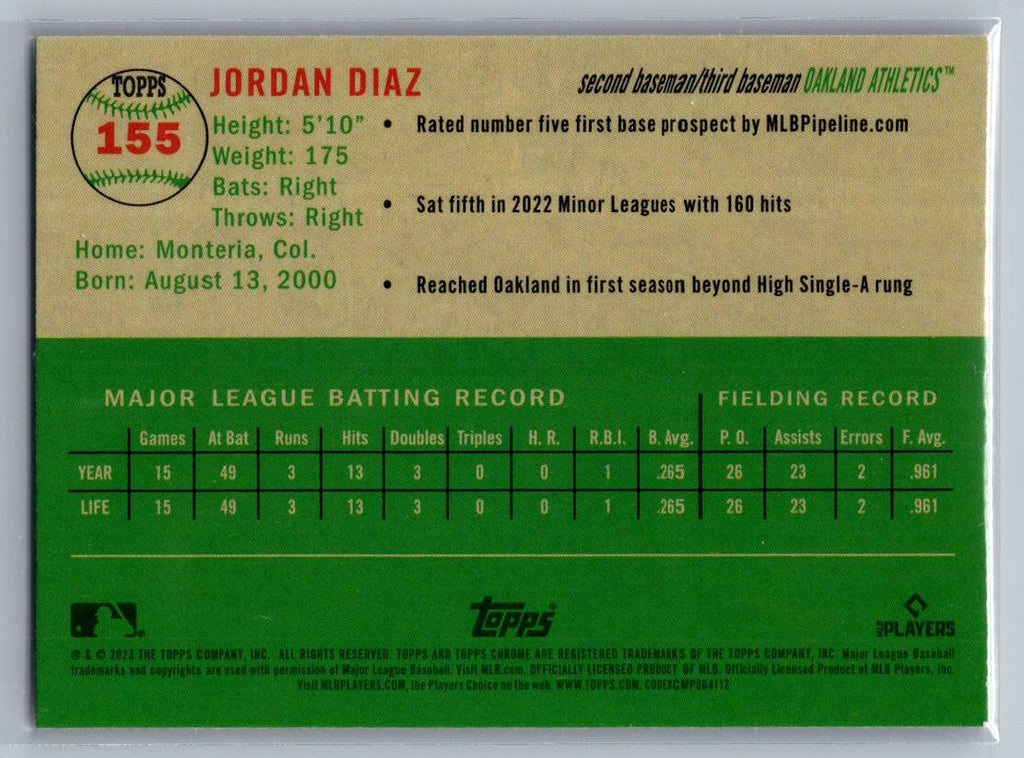 TOPPS
155
JORDAN DIAZ
second baseman/third baseman OAKLAND ATHLETICS™
Height: 5'10"
Weight: 175
Bats: Right
Throws: Right
Home: Monteria, Col.
Born: August 13, 2000
• Rated number five first base prospect by MLBPipeline.com
• Sat fifth in 2022 Minor Leagues with 160 hits
• Reached Oakland in first season beyond High Single-A rung
MAJOR LEAGUE BATTING RECORD FIELDING RECORD
Games At Bat Runs Hits Doubles Triples H. R. R.B.I. B. Avg. P. O. Assists Errors F. Avg.
YEAR 15 49 3 13 3 0 0 1 .265 26 23 2 .961
LIFE 15 49 3 13 3 0 0 1 .265 26 23 2 .961
Topps®
MLB PLAYERS
® & © 2023 THE TOPPS COMPANY, INC. ALL RIGHTS RESERVED. TOPPS AND TOPPS CHROME ARE REGISTERED TRADEMARKS OF THE TOPPS COMPANY, INC. Major League Baseball
trademarks and copyrights are used with permission of Major League Baseball. Visit MLB.com. OFFICIALLY LICENSED PRODUCT OF MLB. Officially Licensed Product of MLB Players, Inc.
Visit MLBPLAYERS.COM, the Players Choice on the web. WWW.TOPPS.COM. CODE#CMP064112